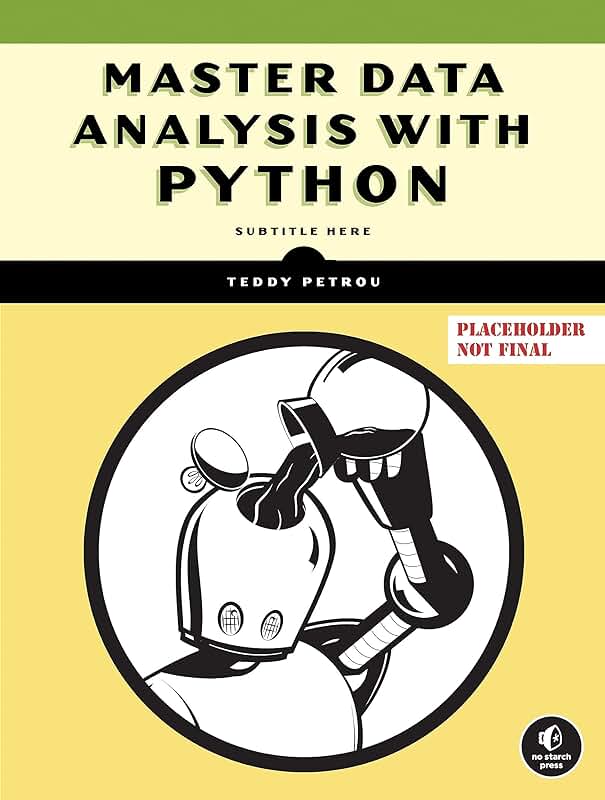 MASTER DATA
ANALYSIS WITH
PYTHON
SUBTITLE HERE
TEDDY PETROU
PLACEHOLDER
NOT FINAL
no starch
press